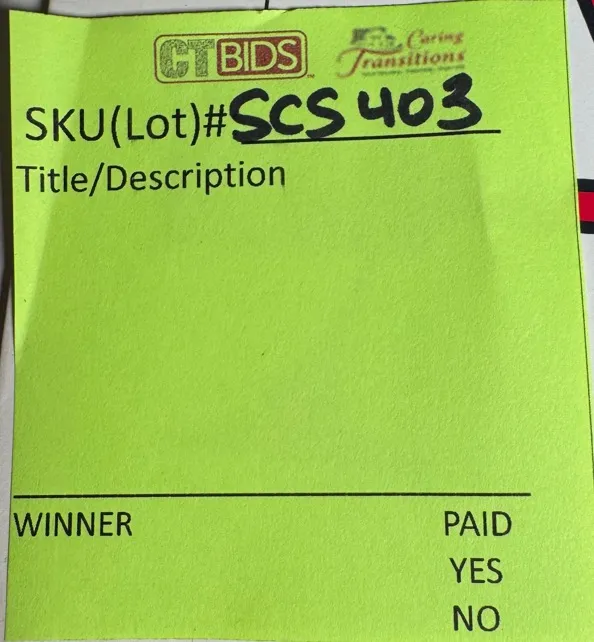 CTBIDS
Caring
Transitions
SKU(Lot)#SCS 403
Title/Description
WINNER PAID
YES
NO